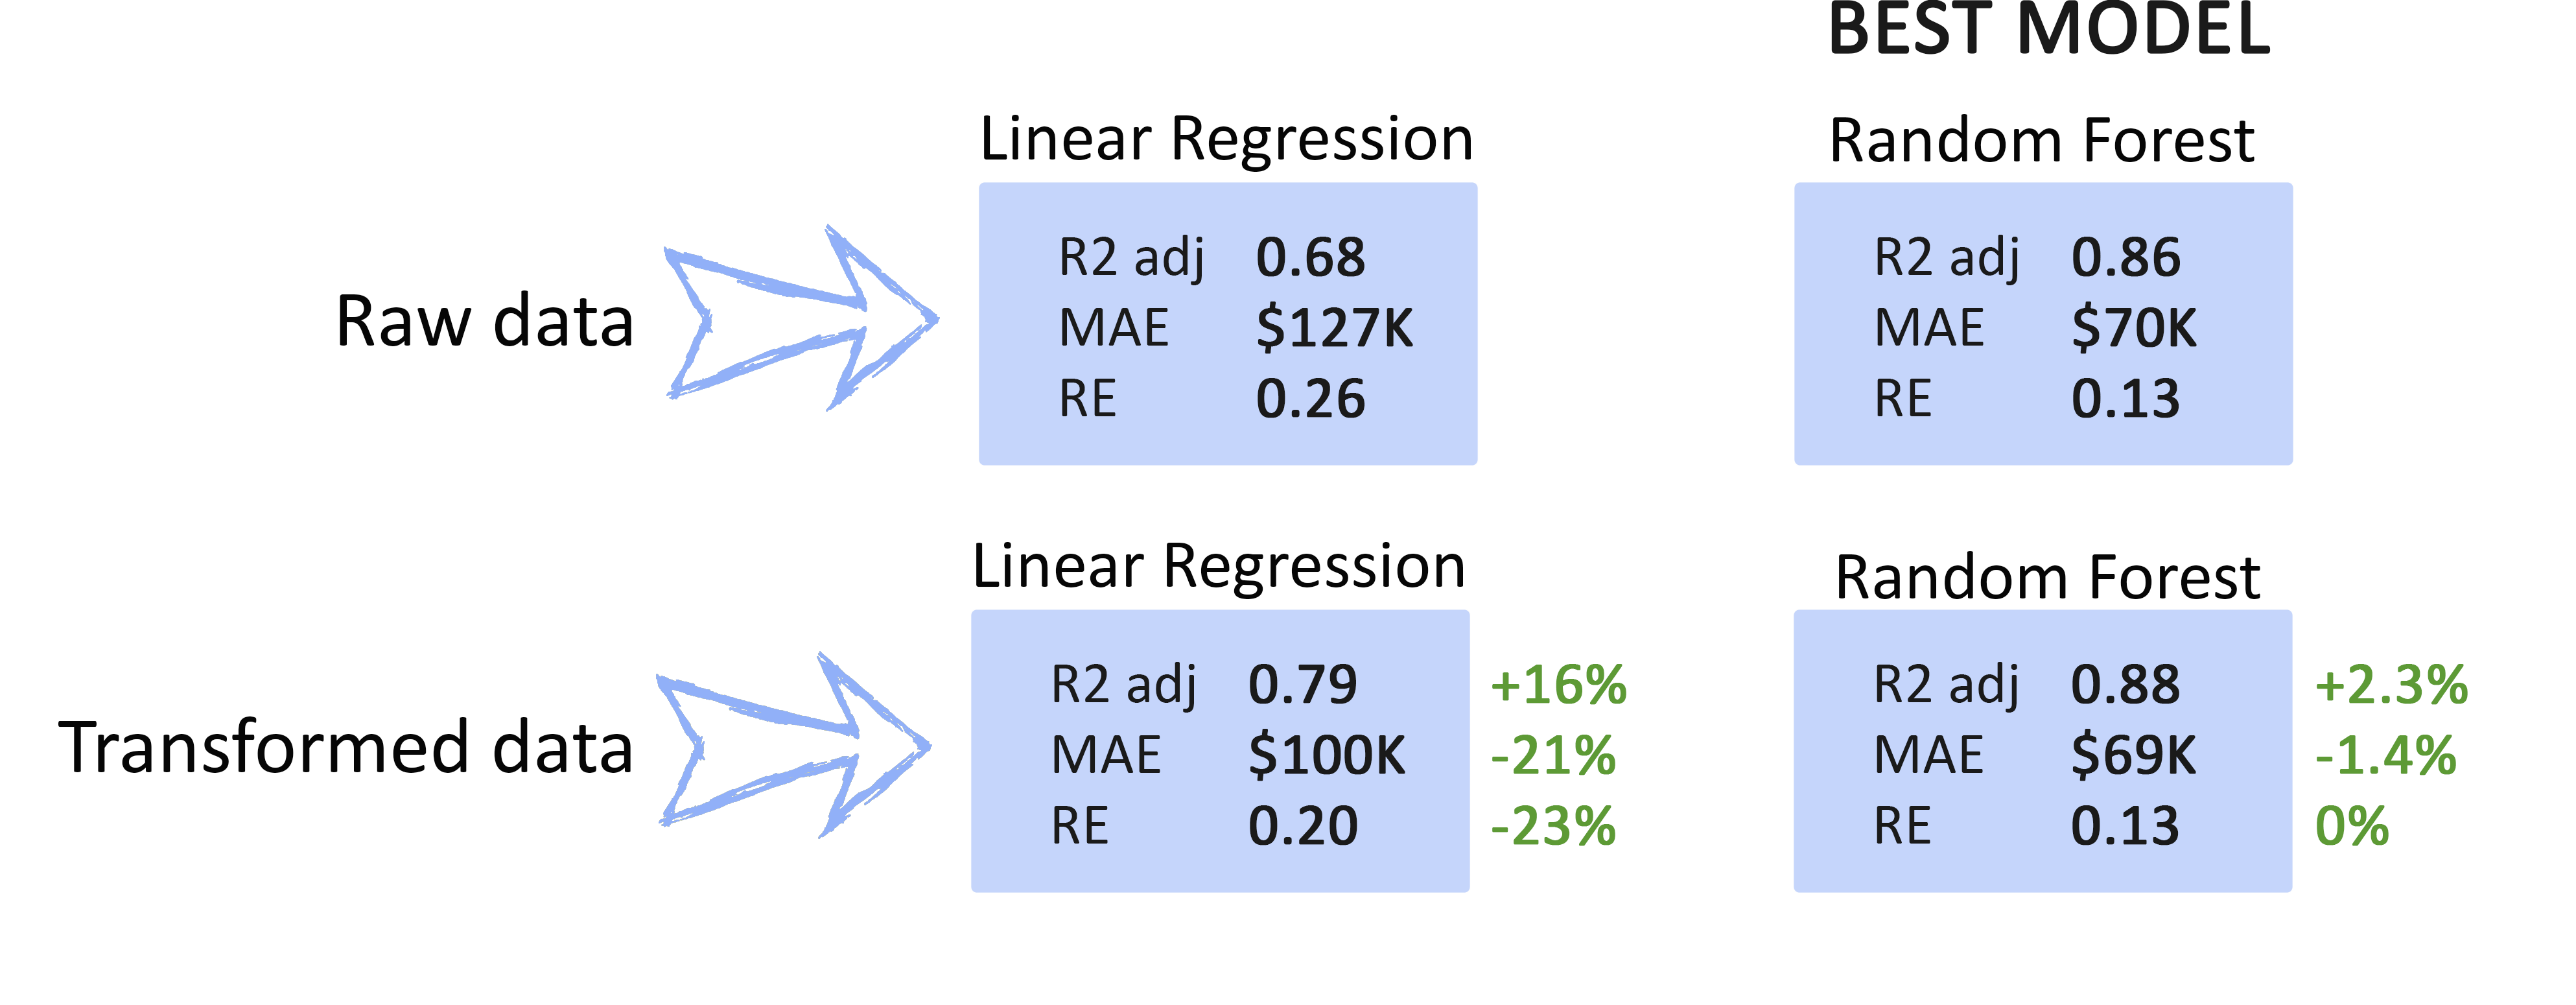 BEST MODEL
Linear Regression
Random Forest
Raw data
R2 adj 0.68
MAE $127K
RE 0.26
R2 adj 0.86
MAE $70K
RE 0.13
Linear Regression
Random Forest
Transformed data
R2 adj 0.79 +16%
MAE $100K -21%
RE 0.20 -23%
R2 adj 0.88 +2.3%
MAE $69K -1.4%
RE 0.13 0%